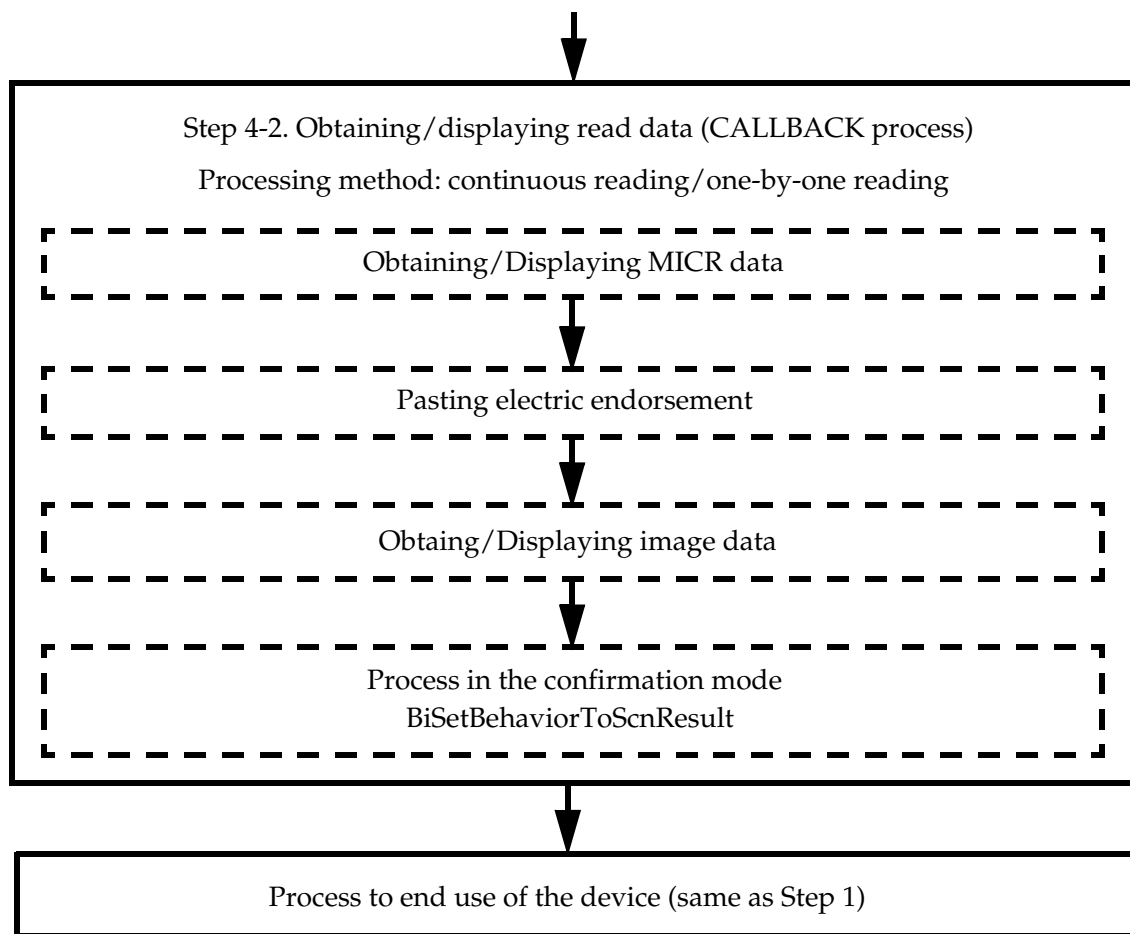 Step 4-2. Obtaining/displaying read data (CALLBACK process)
Processing method: continuous reading/one-by-one reading
Obtaining/Displaying MICR data
Pasting electric endorsement
Obtaing/Displaying image data
Process in the confirmation mode
BiSetBehaviorToScnResult
Process to end use of the device (same as Step 1)